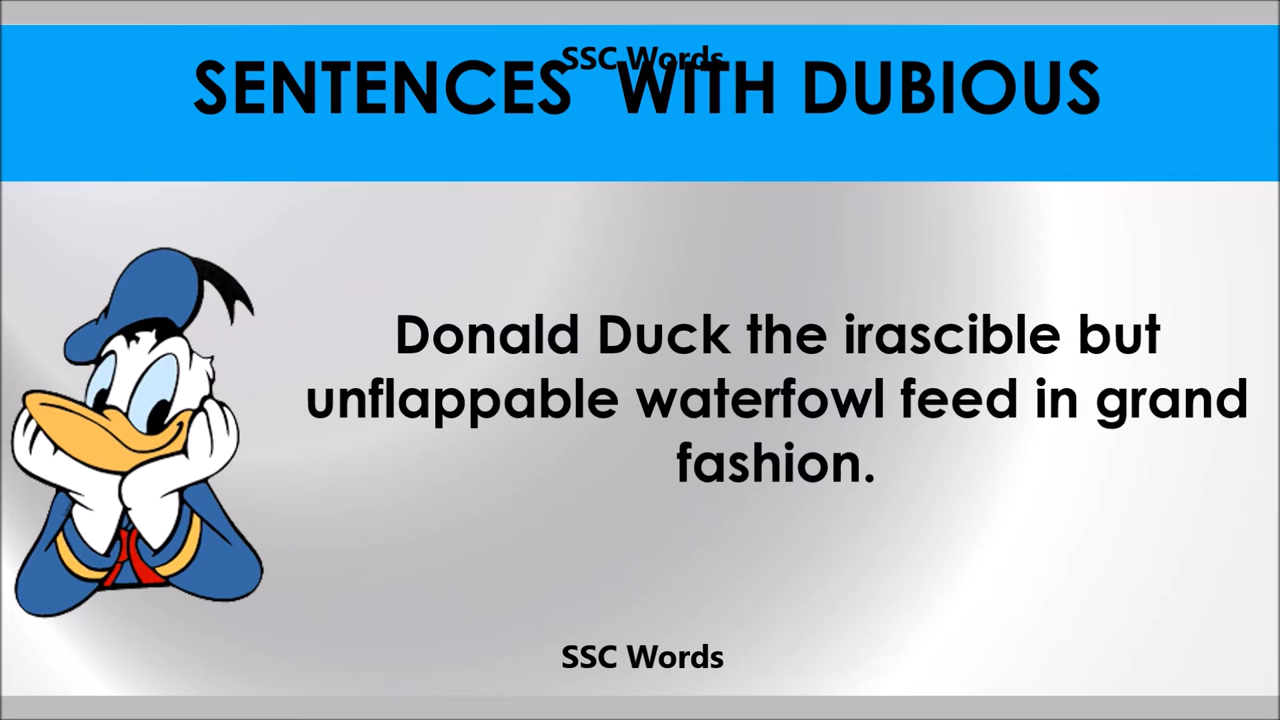 SSC Words
SENTENCES WITH DUBIOUS
Donald Duck the irascible but
unflappable waterfowl feed in grand
fashion.
SSC Words